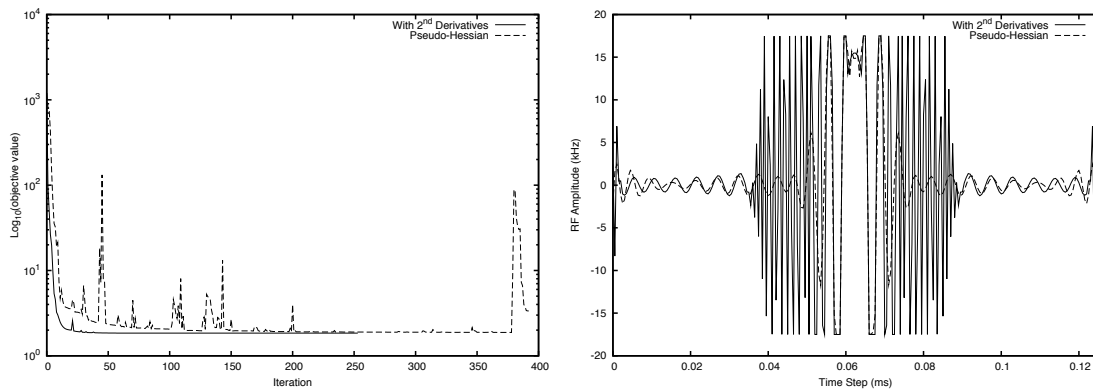 10^4
10^3
10^2
10^1
10^0
Log10(objective value)
0 50 100 150 200 250 300 350 400
Iteration
With 2nd Derivatives
Pseudo-Hessian
20
15
10
5
0
-5
-10
-15
-20
RF Amplitude (kHz)
0 0.02 0.04 0.06 0.08 0.1 0.12
Time Step (ms)
With 2nd Derivatives
Pseudo-Hessian